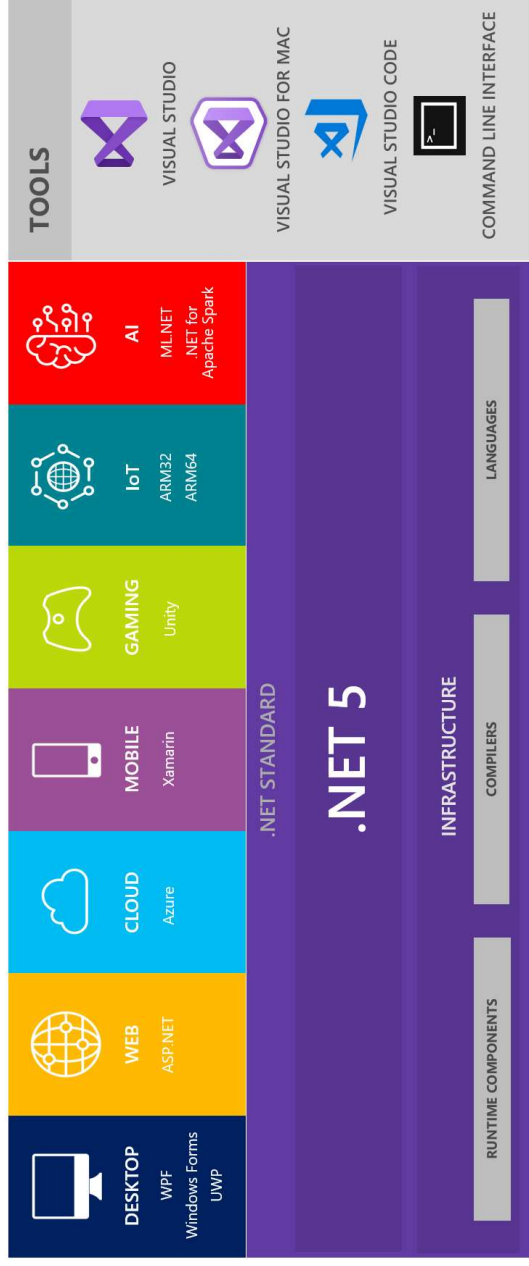 DESKTOP
WPF
Windows Forms
UWP
WEB
ASP.NET
CLOUD
Azure
MOBILE
Xamarin
GAMING
Unity
IoT
ARM32
ARM64
AI
ML.NET
.NET for
Apache Spark
.NET STANDARD
.NET 5
INFRASTRUCTURE
RUNTIME COMPONENTS
COMPILERS
LANGUAGES
TOOLS
VISUAL STUDIO
VISUAL STUDIO FOR MAC
VISUAL STUDIO CODE
>_
COMMAND LINE INTERFACE